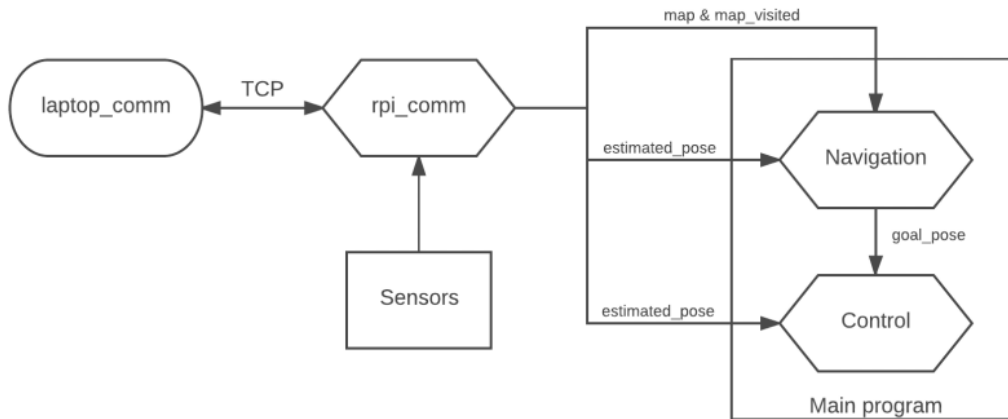 map & map_visited
TCP
laptop_comm
rpi_comm
estimated_pose
Navigation
goal_pose
Sensors
estimated_pose
Control
Main program